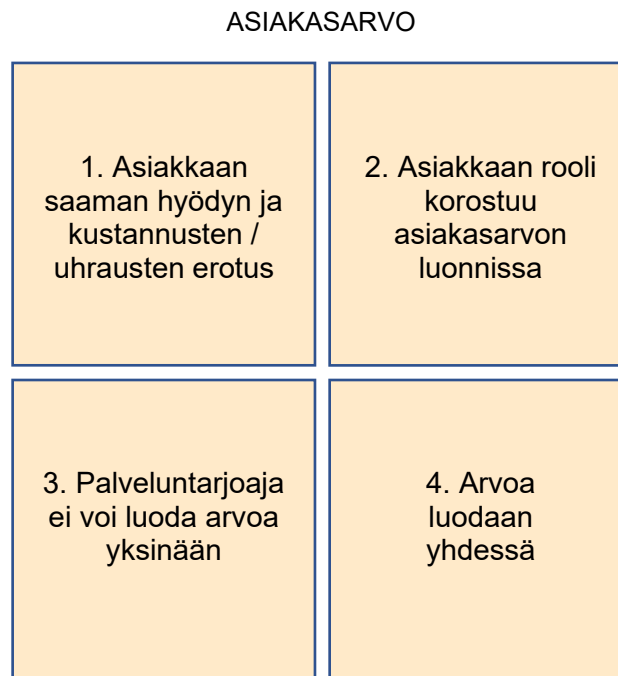 ASIAKASARVO
1. Asiakkaan
saaman hyödyn ja
kustannusten /
uhrausten erotus
2. Asiakkaan rooli
korostuu
asiakasarvon
luonnissa
3. Palveluntarjoaja
ei voi luoda arvoa
yksinään
4. Arvoa
luodaan
yhdessä